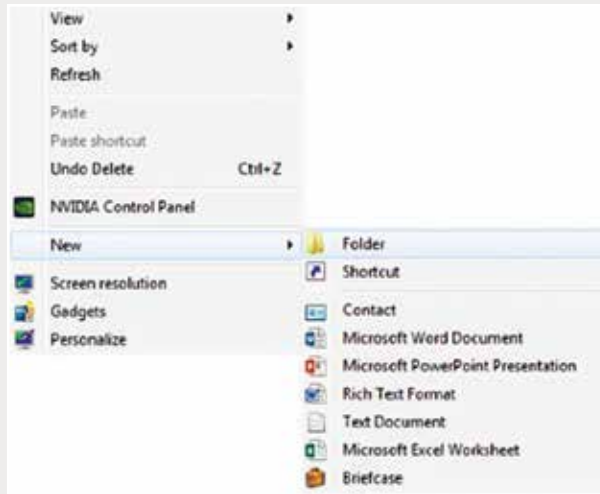 View
Sort by
Refresh
Paste
Paste shortcut
Undo Delete Ctrl+Z
NVIDIA Control Panel
New
Screen resolution
Gadgets
Personalize
Folder
Shortcut
Contact
Microsoft Word Document
Microsoft PowerPoint Presentation
Rich Text Format
Text Document
Microsoft Excel Worksheet
Briefcase